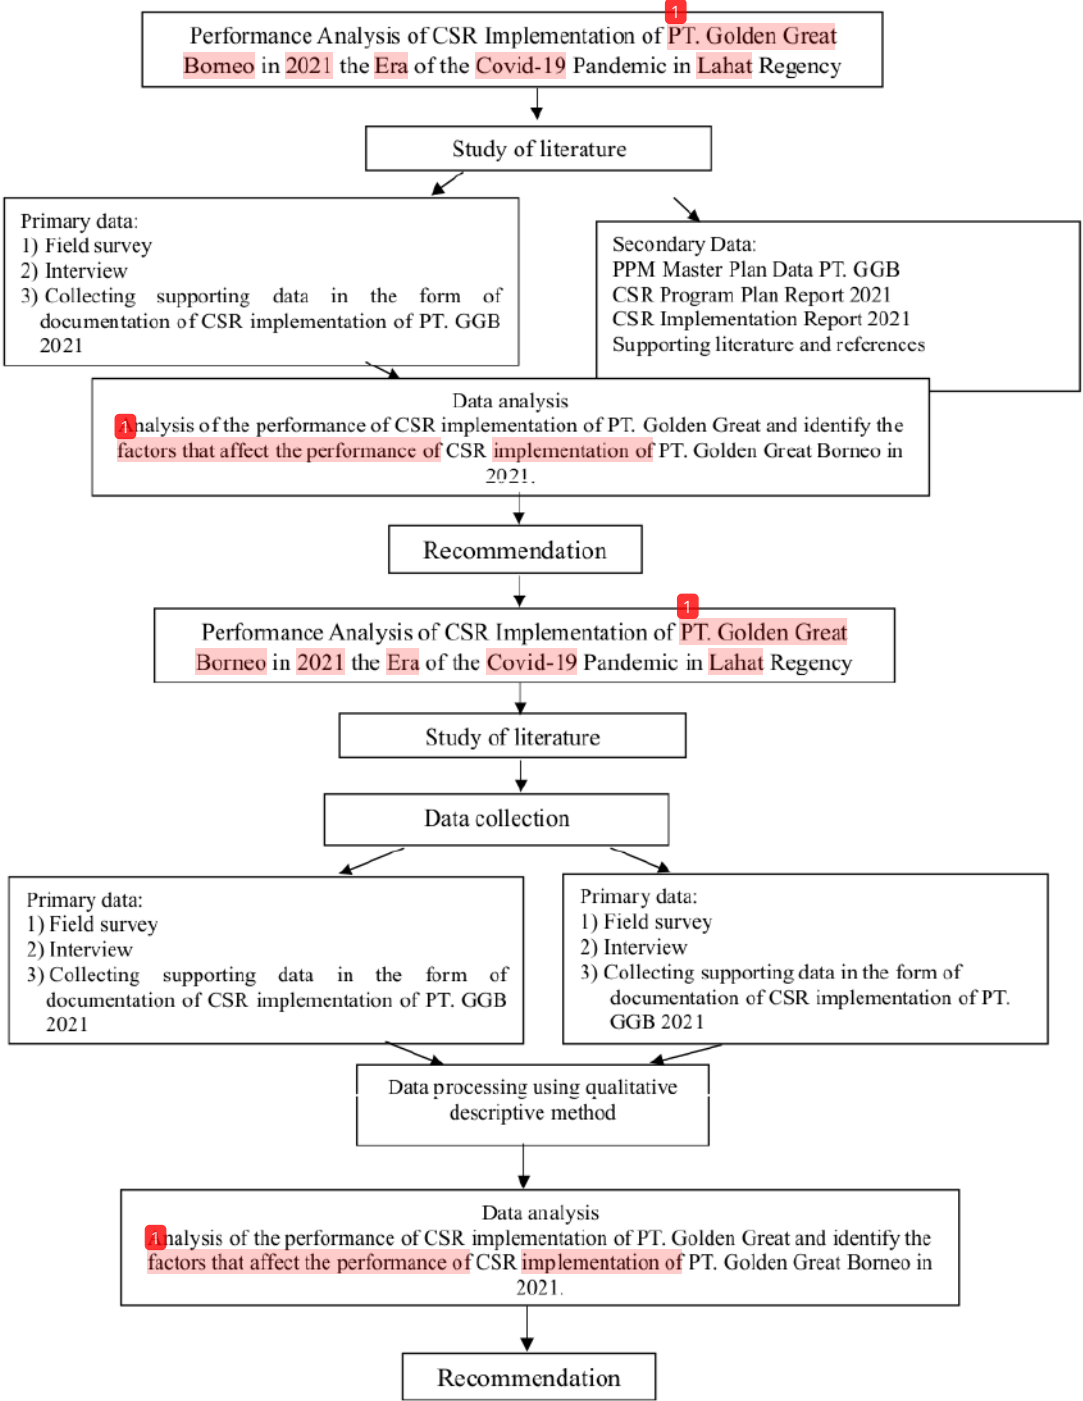 1
Performance Analysis of CSR Implementation of PT. Golden Great
Borneo in 2021 the Era of the Covid-19 Pandemic in Lahat Regency
Study of literature
Primary data:
1) Field survey
2) Interview
3) Collecting supporting data in the form of
documentation of CSR implementation of PT. GGB
2021
Secondary Data:
PPM Master Plan Data PT. GGB
CSR Program Plan Report 2021
CSR Implementation Report 2021
Supporting literature and references
Data analysis
1
Analysis of the performance of CSR implementation of PT. Golden Great and identify the
factors that affect the performance of CSR implementation of PT. Golden Great Borneo in
2021.
Recommendation
1
Performance Analysis of CSR Implementation of PT. Golden Great
Borneo in 2021 the Era of the Covid-19 Pandemic in Lahat Regency
Study of literature
Data collection
Primary data:
1) Field survey
2) Interview
3) Collecting supporting data in the form of
documentation of CSR implementation of PT. GGB
2021
Primary data:
1) Field survey
2) Interview
3) Collecting supporting data in the form of
documentation of CSR implementation of PT.
GGB 2021
Data processing using qualitative
descriptive method
Data analysis
1
Analysis of the performance of CSR implementation of PT. Golden Great and identify the
factors that affect the performance of CSR implementation of PT. Golden Great Borneo in
2021.
Recommendation